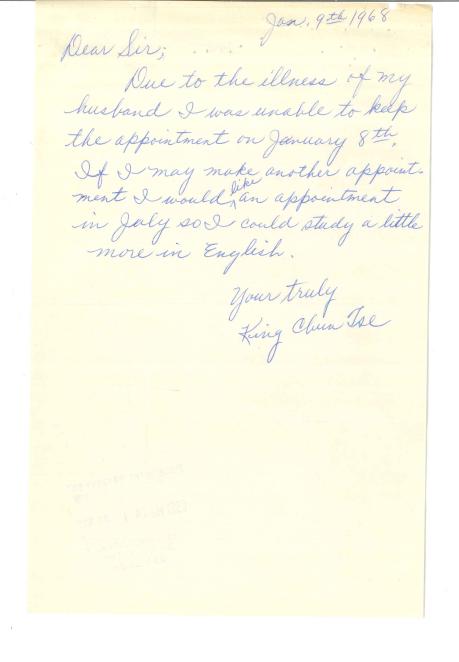 Jan. 9th, 1968
Dear Sir;
Due to the illness of my
husband I was unable to keep
the appointment on January 8th.
If I may make another appoint-
ment I would like an appointment
in July so I could study a little
more in English.
Your truly
King Chun Tse